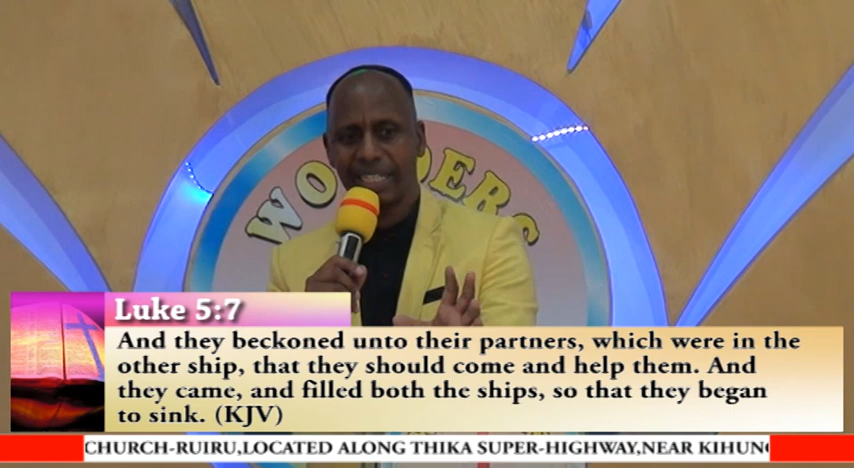 WONDERS
Luke 5:7
And they beckoned unto their partners, which were in the
other ship, that they should come and help them. And
they came, and filled both the ships, so that they began
to sink. (KJV)
CHURCH-RUIRU,LOCATED ALONG THIKA SUPER-HIGHWAY,NEAR